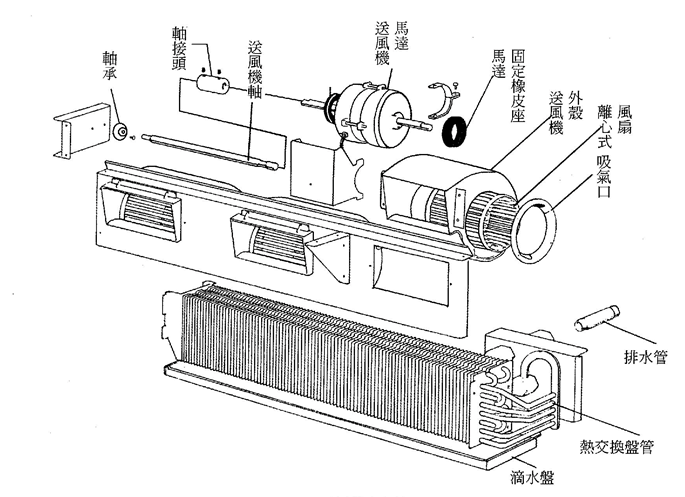 軸承
軸接頭
送風機軸
送風機
馬達
馬達
固定橡皮座
送風機
外殼
離心式
風扇
吸氣口
排水管
熱交換盤管
滴水盤